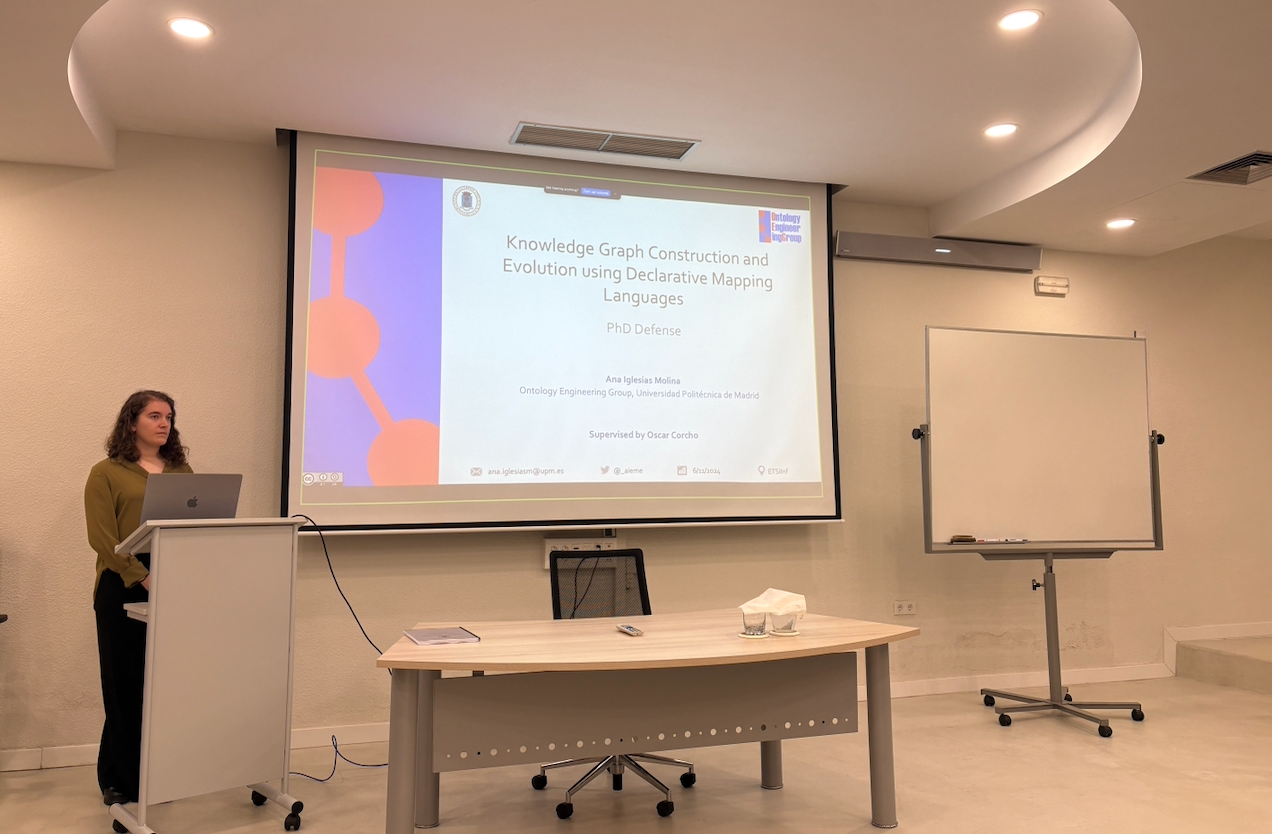 Ontology
Engineer
ingGroup
Knowledge Graph Construction and
Evolution using Declarative Mapping
Languages
PhD Defense
Ana Iglesias Molina
Ontology Engineering Group, Universidad Politécnica de Madrid
Supervised by Oscar Corcho
ana.iglesiasm@upm.es @_aieme 6/11/2024 ETSIInf
cc